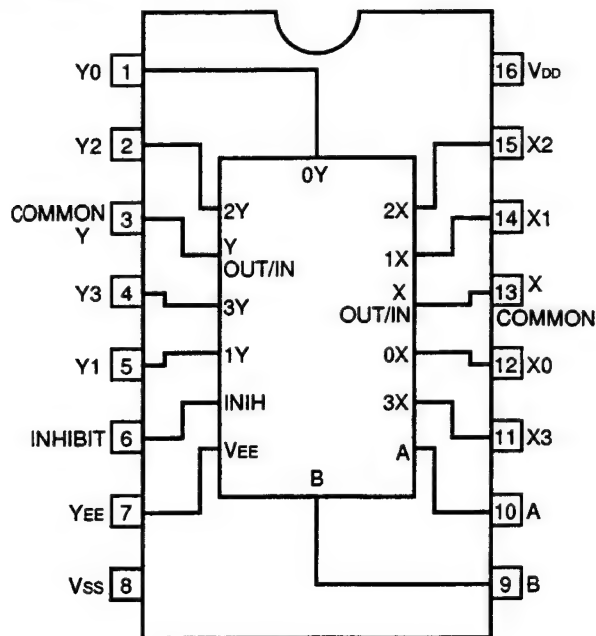 Y0 1
16 VDD
Y2 2
15 X2
0Y
COMMON
Y
3
2Y
2X
14 X1
Y
OUT/IN
1X
Y3 4
X
OUT/IN
13 X
COMMON
3Y
Y1 5
1Y
0X
12 X0
INHIBIT 6
INIH
3X
11 X3
VEE
A
YEE 7
B
10 A
VSS 8
9 B